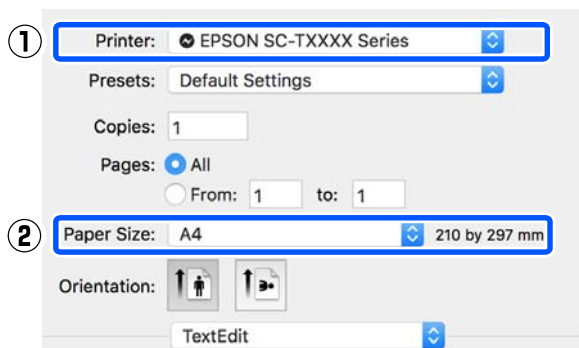 ① Printer: EPSON SC-TXXXX Series
Presets: Default Settings
Copies: 1
Pages: All
From: 1 to: 1
② Paper Size: A4 210 by 297 mm
Orientation:
TextEdit